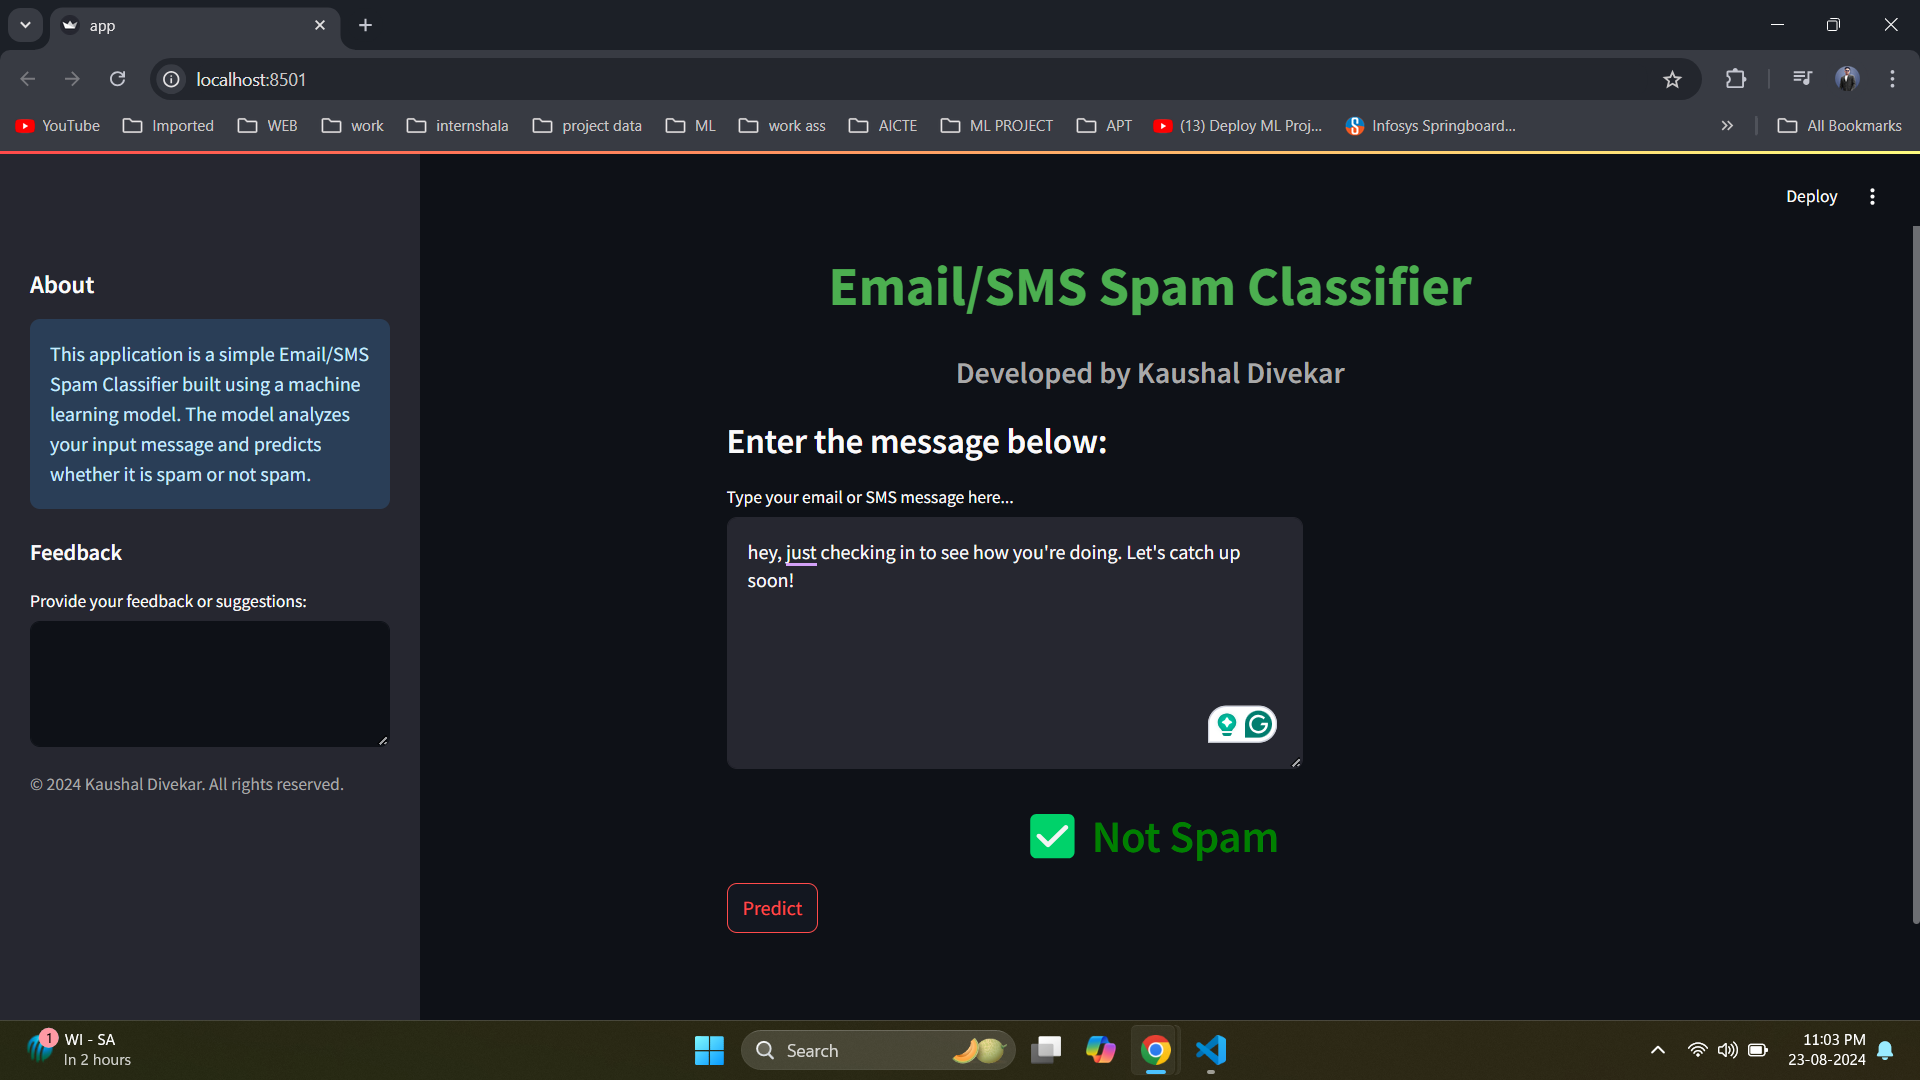 app
localhost:8501
YouTube Imported WEB work internshala project data ML work ass AICTE ML PROJECT APT (13) Deploy ML Proj... Infosys Springboard... All Bookmarks
Deploy
About
This application is a simple Email/SMS
Spam Classifier built using a machine
learning model. The model analyzes
your input message and predicts
whether it is spam or not spam.
Feedback
Provide your feedback or suggestions:
© 2024 Kaushal Divekar. All rights reserved.
Email/SMS Spam Classifier
Developed by Kaushal Divekar
Enter the message below:
Type your email or SMS message here...
hey, just checking in to see how you're doing. Let's catch up
soon!
Not Spam
Predict
1
WI - SA
In 2 hours
Search
11:03 PM
23-08-2024